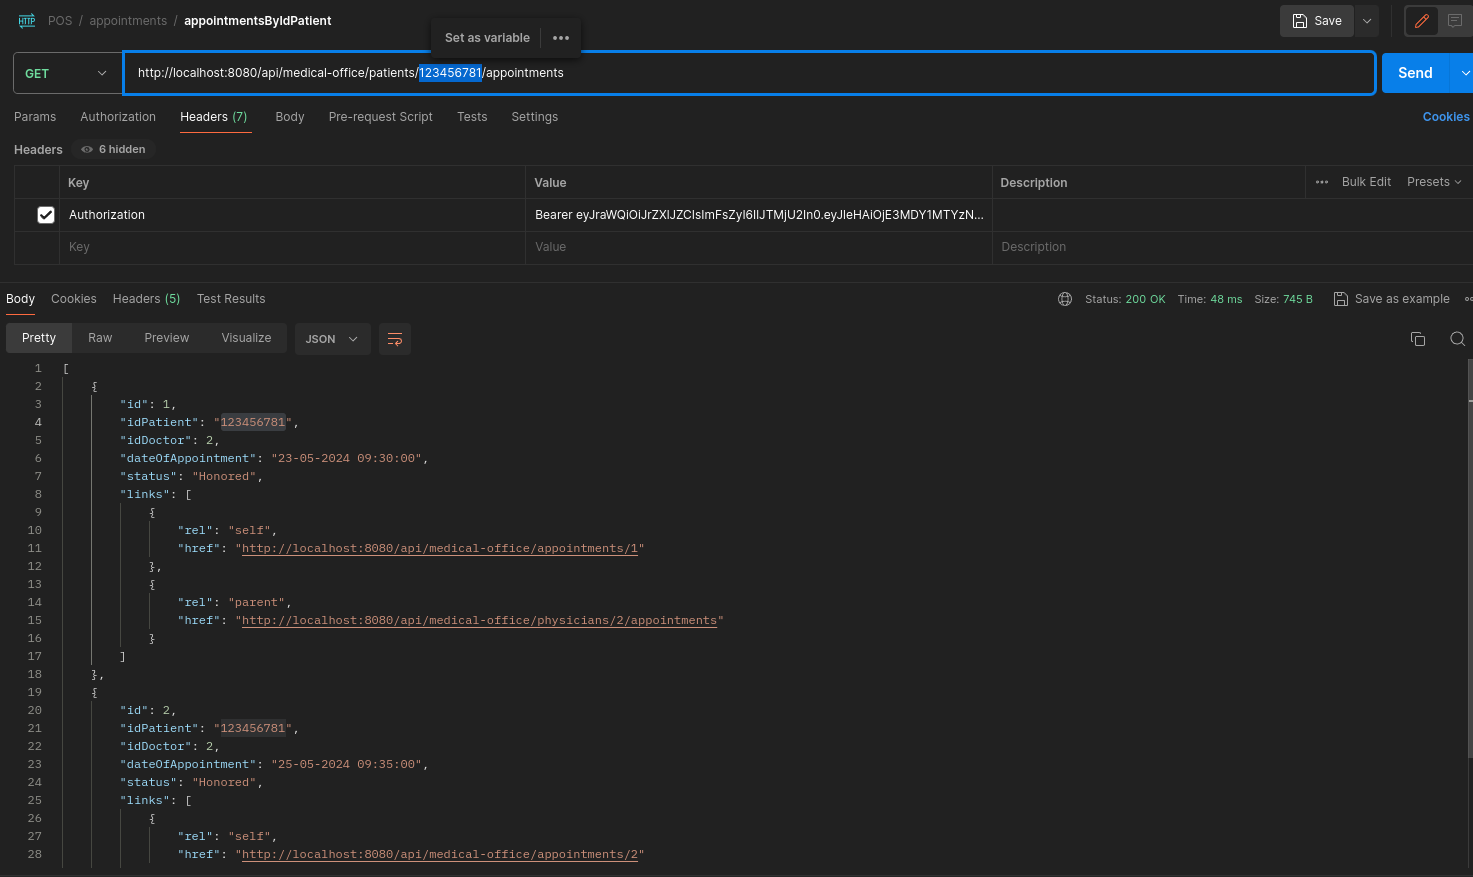 HTTP POS / appointments / appointmentsByIdPatient
Save
Set as variable
GET
http://localhost:8080/api/medical-office/patients/123456781/appointments
Send
Params Authorization Headers (7) Body Pre-request Script Tests Settings Cookies
Headers 6 hidden
Key Value Description Bulk Edit Presets
Authorization
Key Value Description
Body Cookies Headers (5) Test Results Status: 200 OK Time: 48 ms Size: 745 B Save as example
Pretty Raw Preview Visualize JSON
1 [
2 {
3 "id": 1,
4 "idPatient": "123456781",
5 "idDoctor": 2,
6 "dateOfAppointment": "23-05-2024 09:30:00",
7 "status": "Honored",
8 "links": [
9 {
10 "rel": "self",
11 "href": "http://localhost:8080/api/medical-office/appointments/1"
12 },
13 {
14 "rel": "parent",
15 "href": "http://localhost:8080/api/medical-office/physicians/2/appointments"
16 }
17 ]
18 },
19 {
20 "id": 2,
21 "idPatient": "123456781",
22 "idDoctor": 2,
23 "dateOfAppointment": "25-05-2024 09:35:00",
24 "status": "Honored",
25 "links": [
26 {
27 "rel": "self",
28 "href": "http://localhost:8080/api/medical-office/appointments/2"